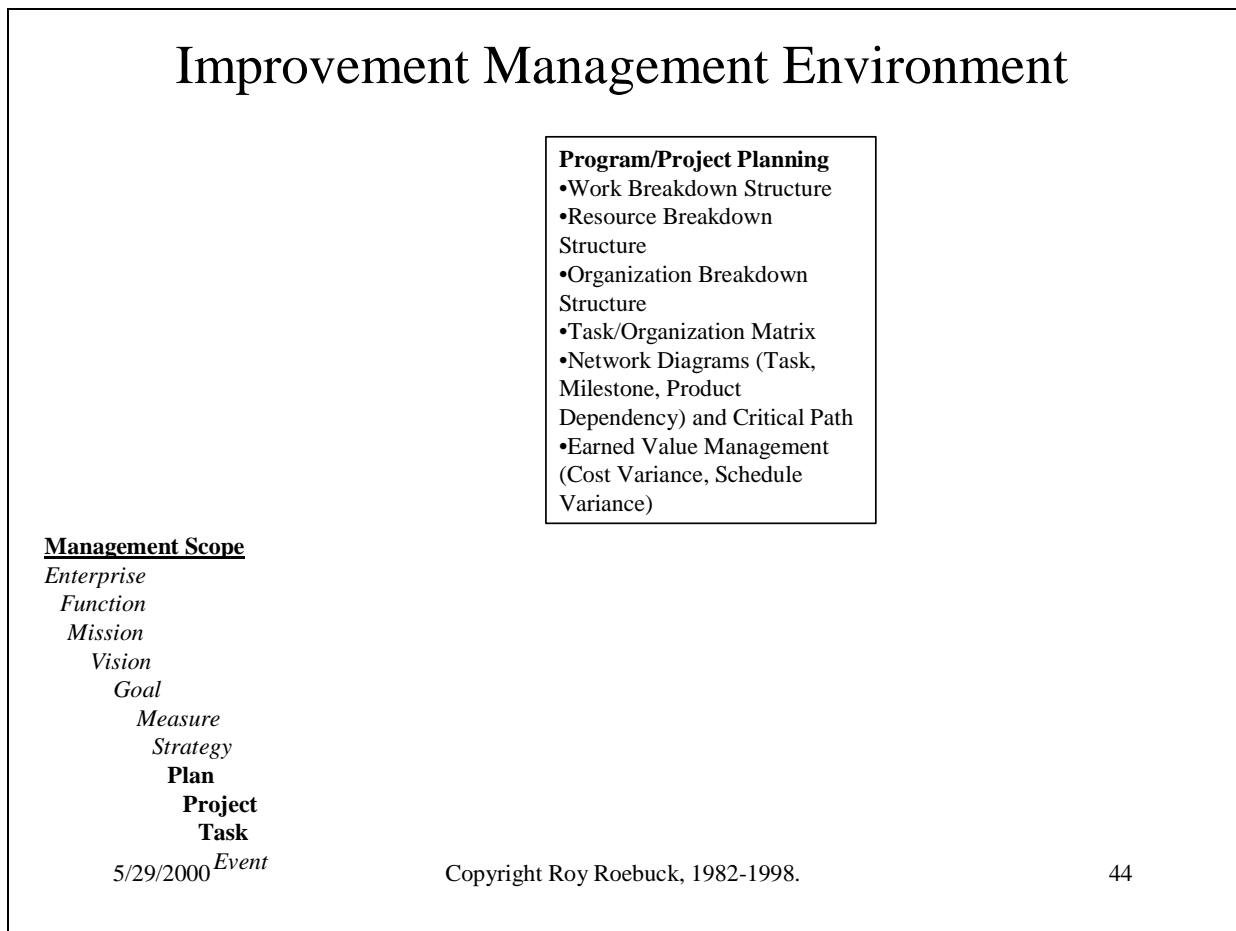 Improvement Management Environment
Program/Project Planning
•Work Breakdown Structure
•Resource Breakdown
Structure
•Organization Breakdown
Structure
•Task/Organization Matrix
•Network Diagrams (Task,
Milestone, Product
Dependency) and Critical Path
•Earned Value Management
(Cost Variance, Schedule
Variance)
Management Scope
Enterprise
Function
Mission
Vision
Goal
Measure
Strategy
Plan
Project
Task
Event
5/29/2000
Copyright Roy Roebuck, 1982-1998.
44